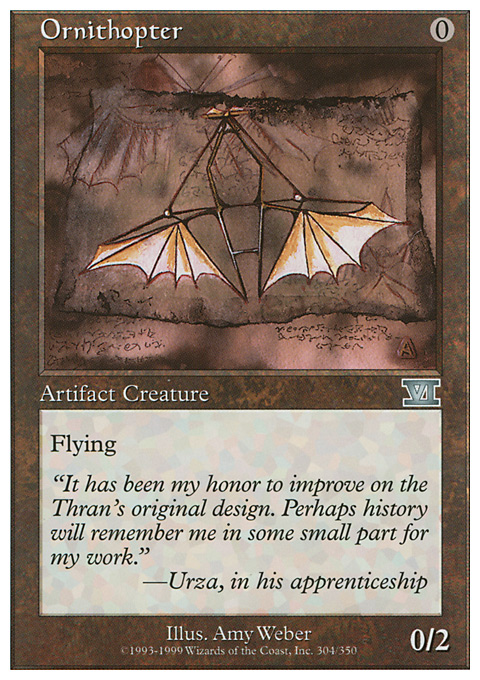 Ornithopter 0
Artifact Creature VI
Flying
“It has been my honor to improve on the
Thran’s original design. Perhaps history
will remember me in some small part for
my work.”
—Urza, in his apprenticeship
Illus. Amy Weber
©1993-1999 Wizards of the Coast, Inc. 304/350
0/2